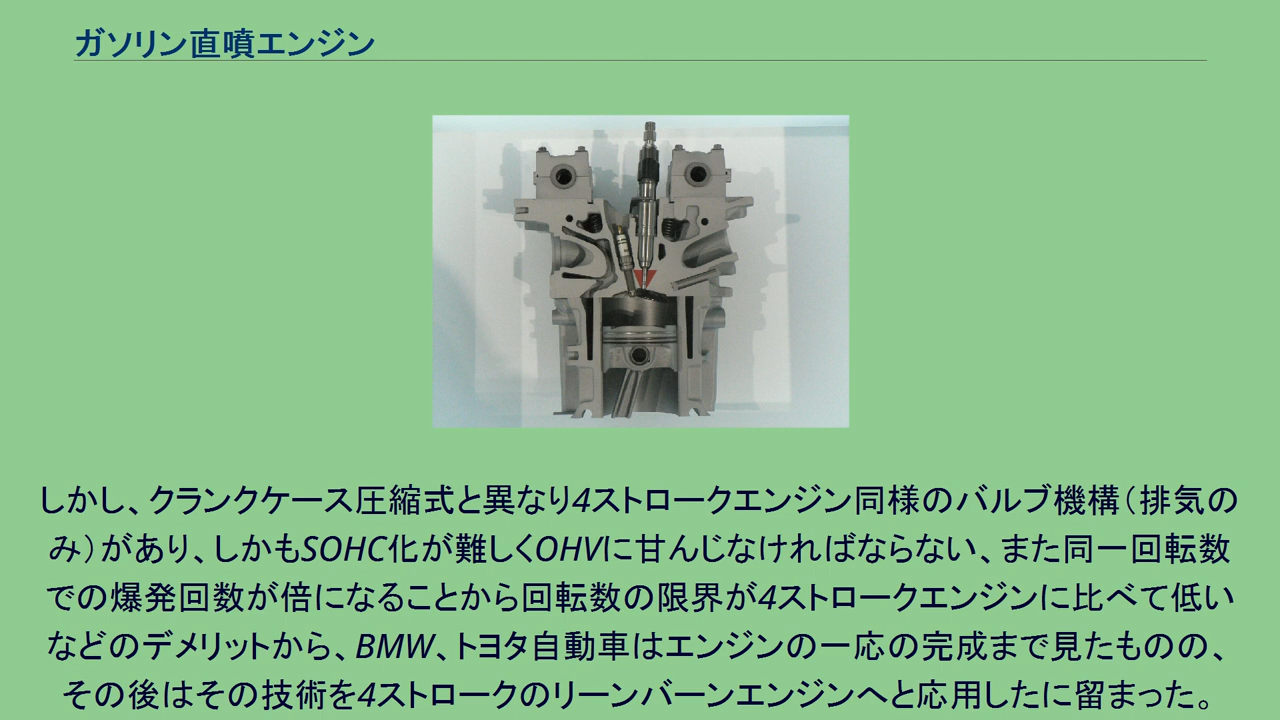 ガソリン直噴エンジン
しかし、クランクケース圧縮式と異なり4ストロークエンジン同様のバルブ機構（排気の
み）があり、しかもSOHC化が難しくOHVに甘んじなければならない、また同一回転数
での爆発回数が倍になることから回転数の限界が4ストロークエンジンに比べて低い
などのデメリットから、BMW、トヨタ自動車はエンジンの一応の完成まで見たものの、
その後はその技術を4ストロークのリーンバーンエンジンへと応用したに留まった。